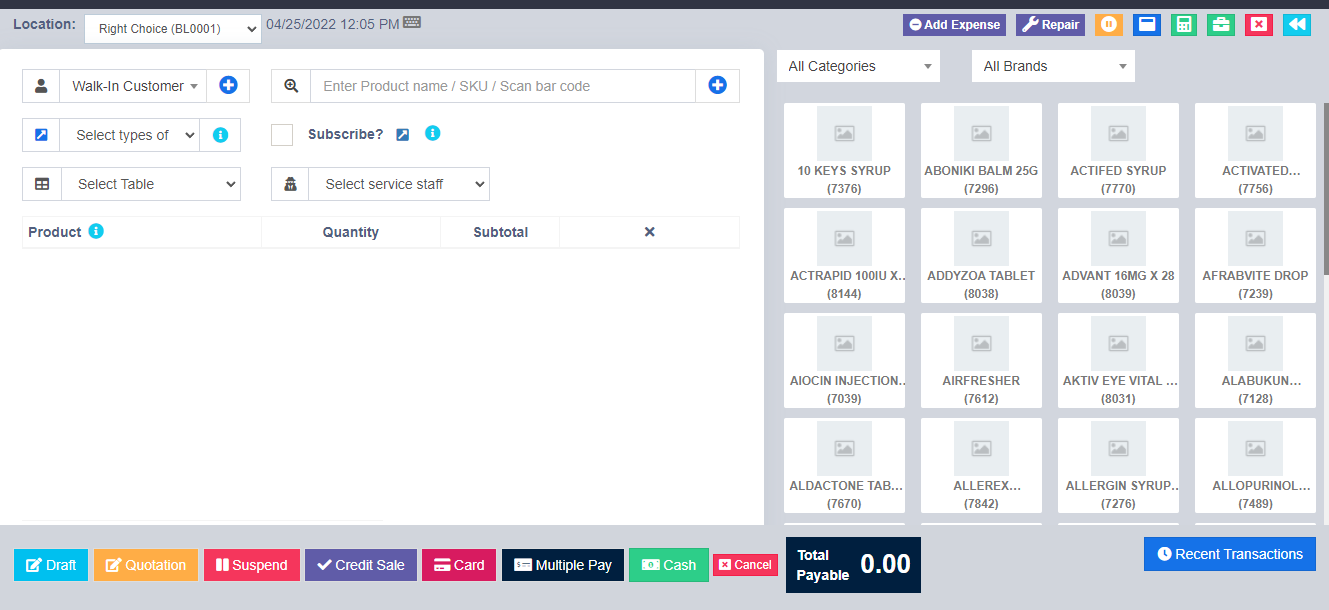 Location: Right Choice (BL0001) 04/25/2022 12:05 PM
Add Expense Repair
Walk-In Customer Enter Product name / SKU / Scan bar code
Select types of Subscribe?
Select Table Select service staff
Product Quantity Subtotal
All Categories All Brands
10 KEYS SYRUP
(7376)
ABONIKI BALM 25G
(7296)
ACTIFED SYRUP
(7770)
ACTIVATED...
(7756)
ACTRAPID 100IU X...
(8144)
ADDYZOA TABLET
(8038)
ADVANT 16MG X 28
(8039)
AFRABVITE DROP
(7239)
AIOCIN INJECTION...
(7039)
AIRFRESHER
(7612)
AKTIV EYE VITAL ...
(8031)
ALABUKUN...
(7128)
ALDACTONE TAB...
(7670)
ALLEREX...
(7842)
ALLERGIN SYRUP...
(7276)
ALLOPURINOL...
(7489)
Draft Quotation Suspend Credit Sale Card Multiple Pay Cash Cancel
Total
Payable
0.00
Recent Transactions